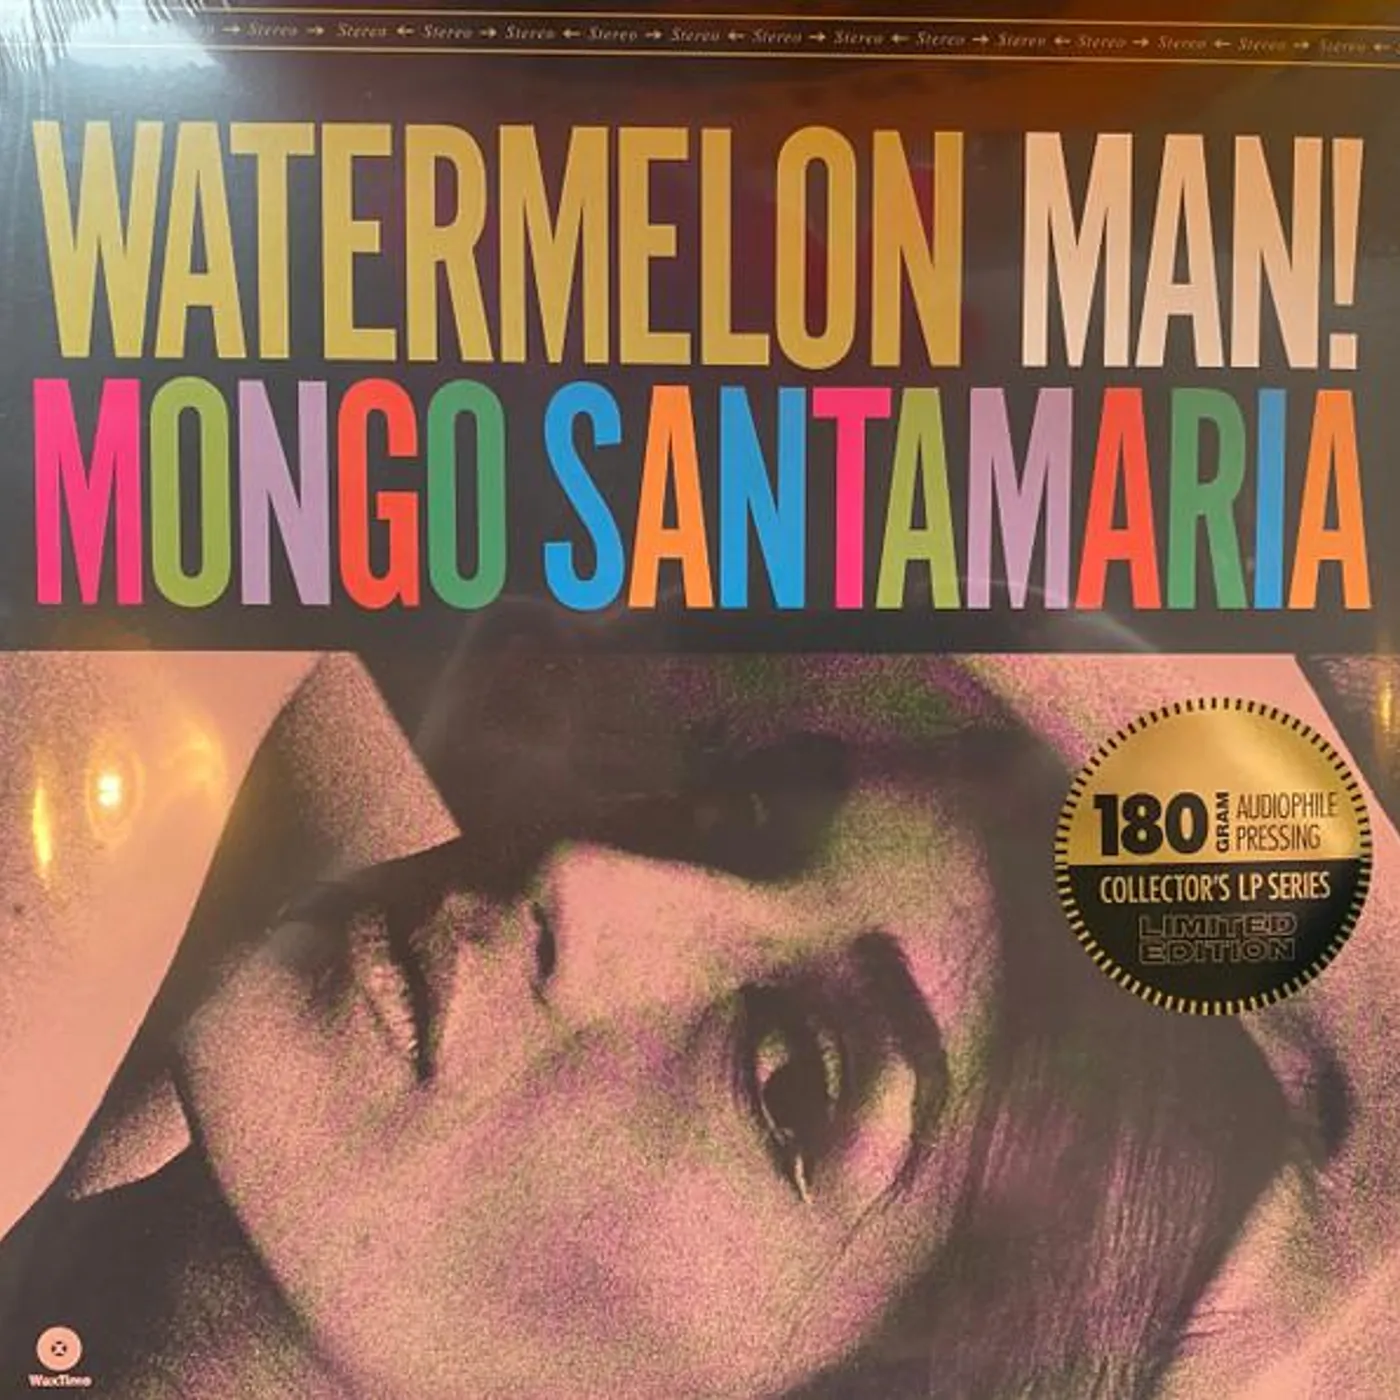 → Stereo → Stereo ← Stereo → Stereo ← Stereo → Stereo ← Stereo → Stereo ← Stereo → Stereo ← Stereo → Stereo ← Stereo → Stereo ←
WATERMELON MAN!
MONGO SANTAMARIA
180 GRAM AUDIOPHILE
PRESSING
COLLECTOR'S LP SERIES
LIMITED
EDITION
WaxTime